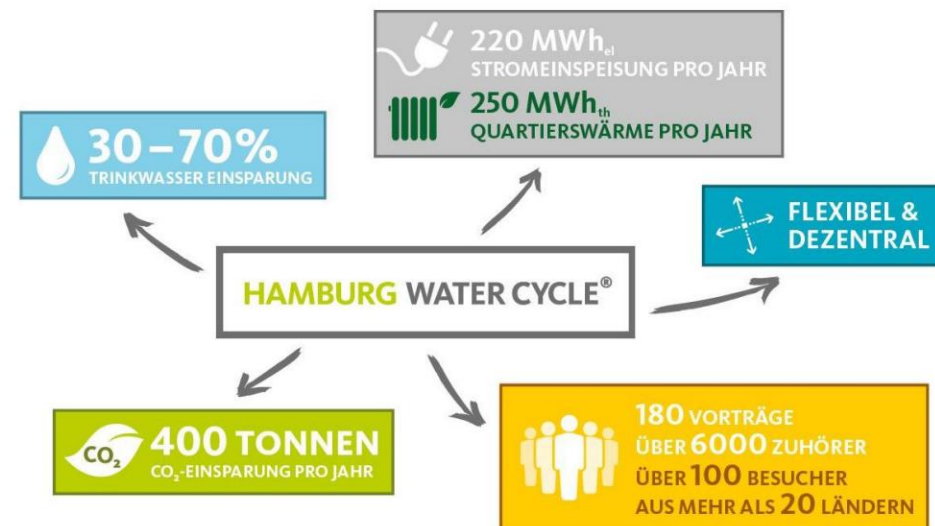 220 MWhel
STROMEINSPEISUNG PRO JAHR
250 MWhth
QUARTIERSWÄRME PRO JAHR
30–70%
TRINKWASSER EINSPARUNG
FLEXIBEL &
DEZENTRAL
HAMBURG WATER CYCLE®
CO₂
400 TONNEN
CO₂-EINSPARUNG PRO JAHR
180 VORTRÄGE
ÜBER 6000 ZUHÖRER
ÜBER 100 BESUCHER
AUS MEHR ALS 20 LÄNDERN